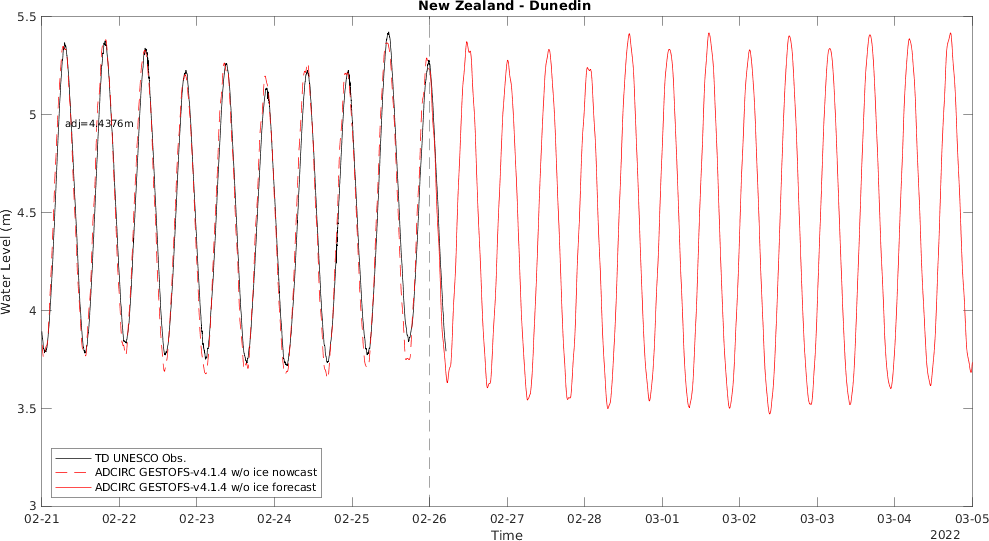 New Zealand - Dunedin
5.5
5
4.5
4
3.5
3
Water Level (m)
adj=4.4376m
TD UNESCO Obs.
ADCIRC GESTOFS-v4.1.4 w/o ice nowcast
ADCIRC GESTOFS-v4.1.4 w/o ice forecast
02-21 02-22 02-23 02-24 02-25 02-26 02-27 02-28 03-01 03-02 03-03 03-04 03-05
Time
2022